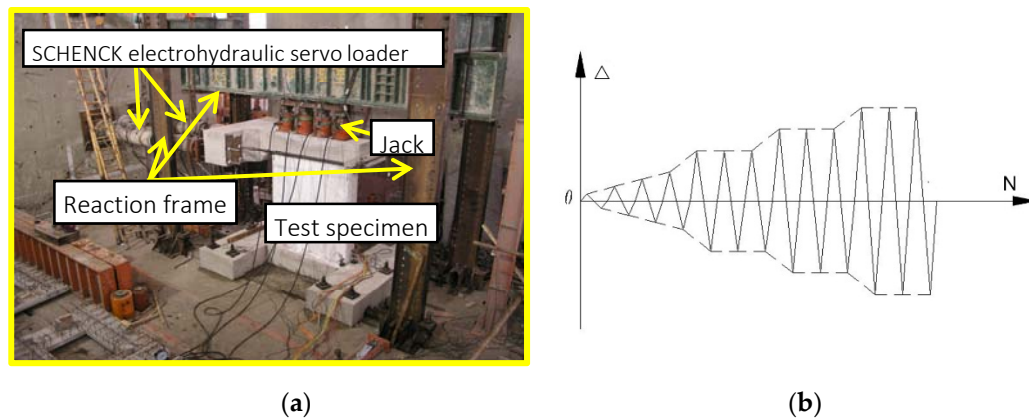 SCHENCK electrohydraulic servo loader
Jack
Reaction frame
Test specimen
△
N
0
(a)
(b)